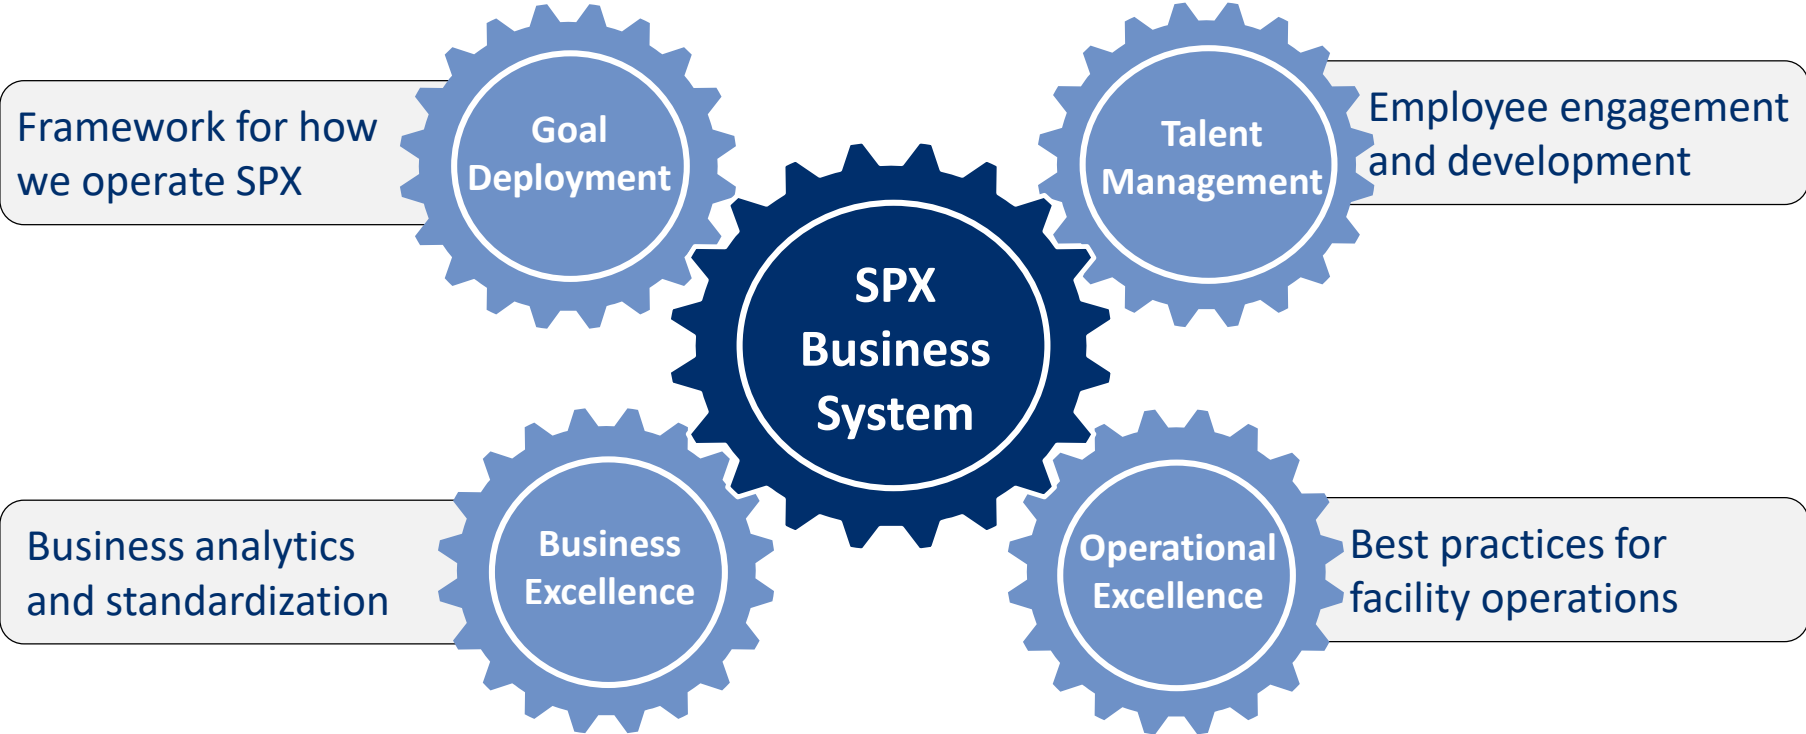 Framework for how
we operate SPX
Goal
Deployment
Talent
Management
Employee engagement
and development
SPX
Business
System
Business analytics
and standardization
Business
Excellence
Operational
Excellence
Best practices for
facility operations